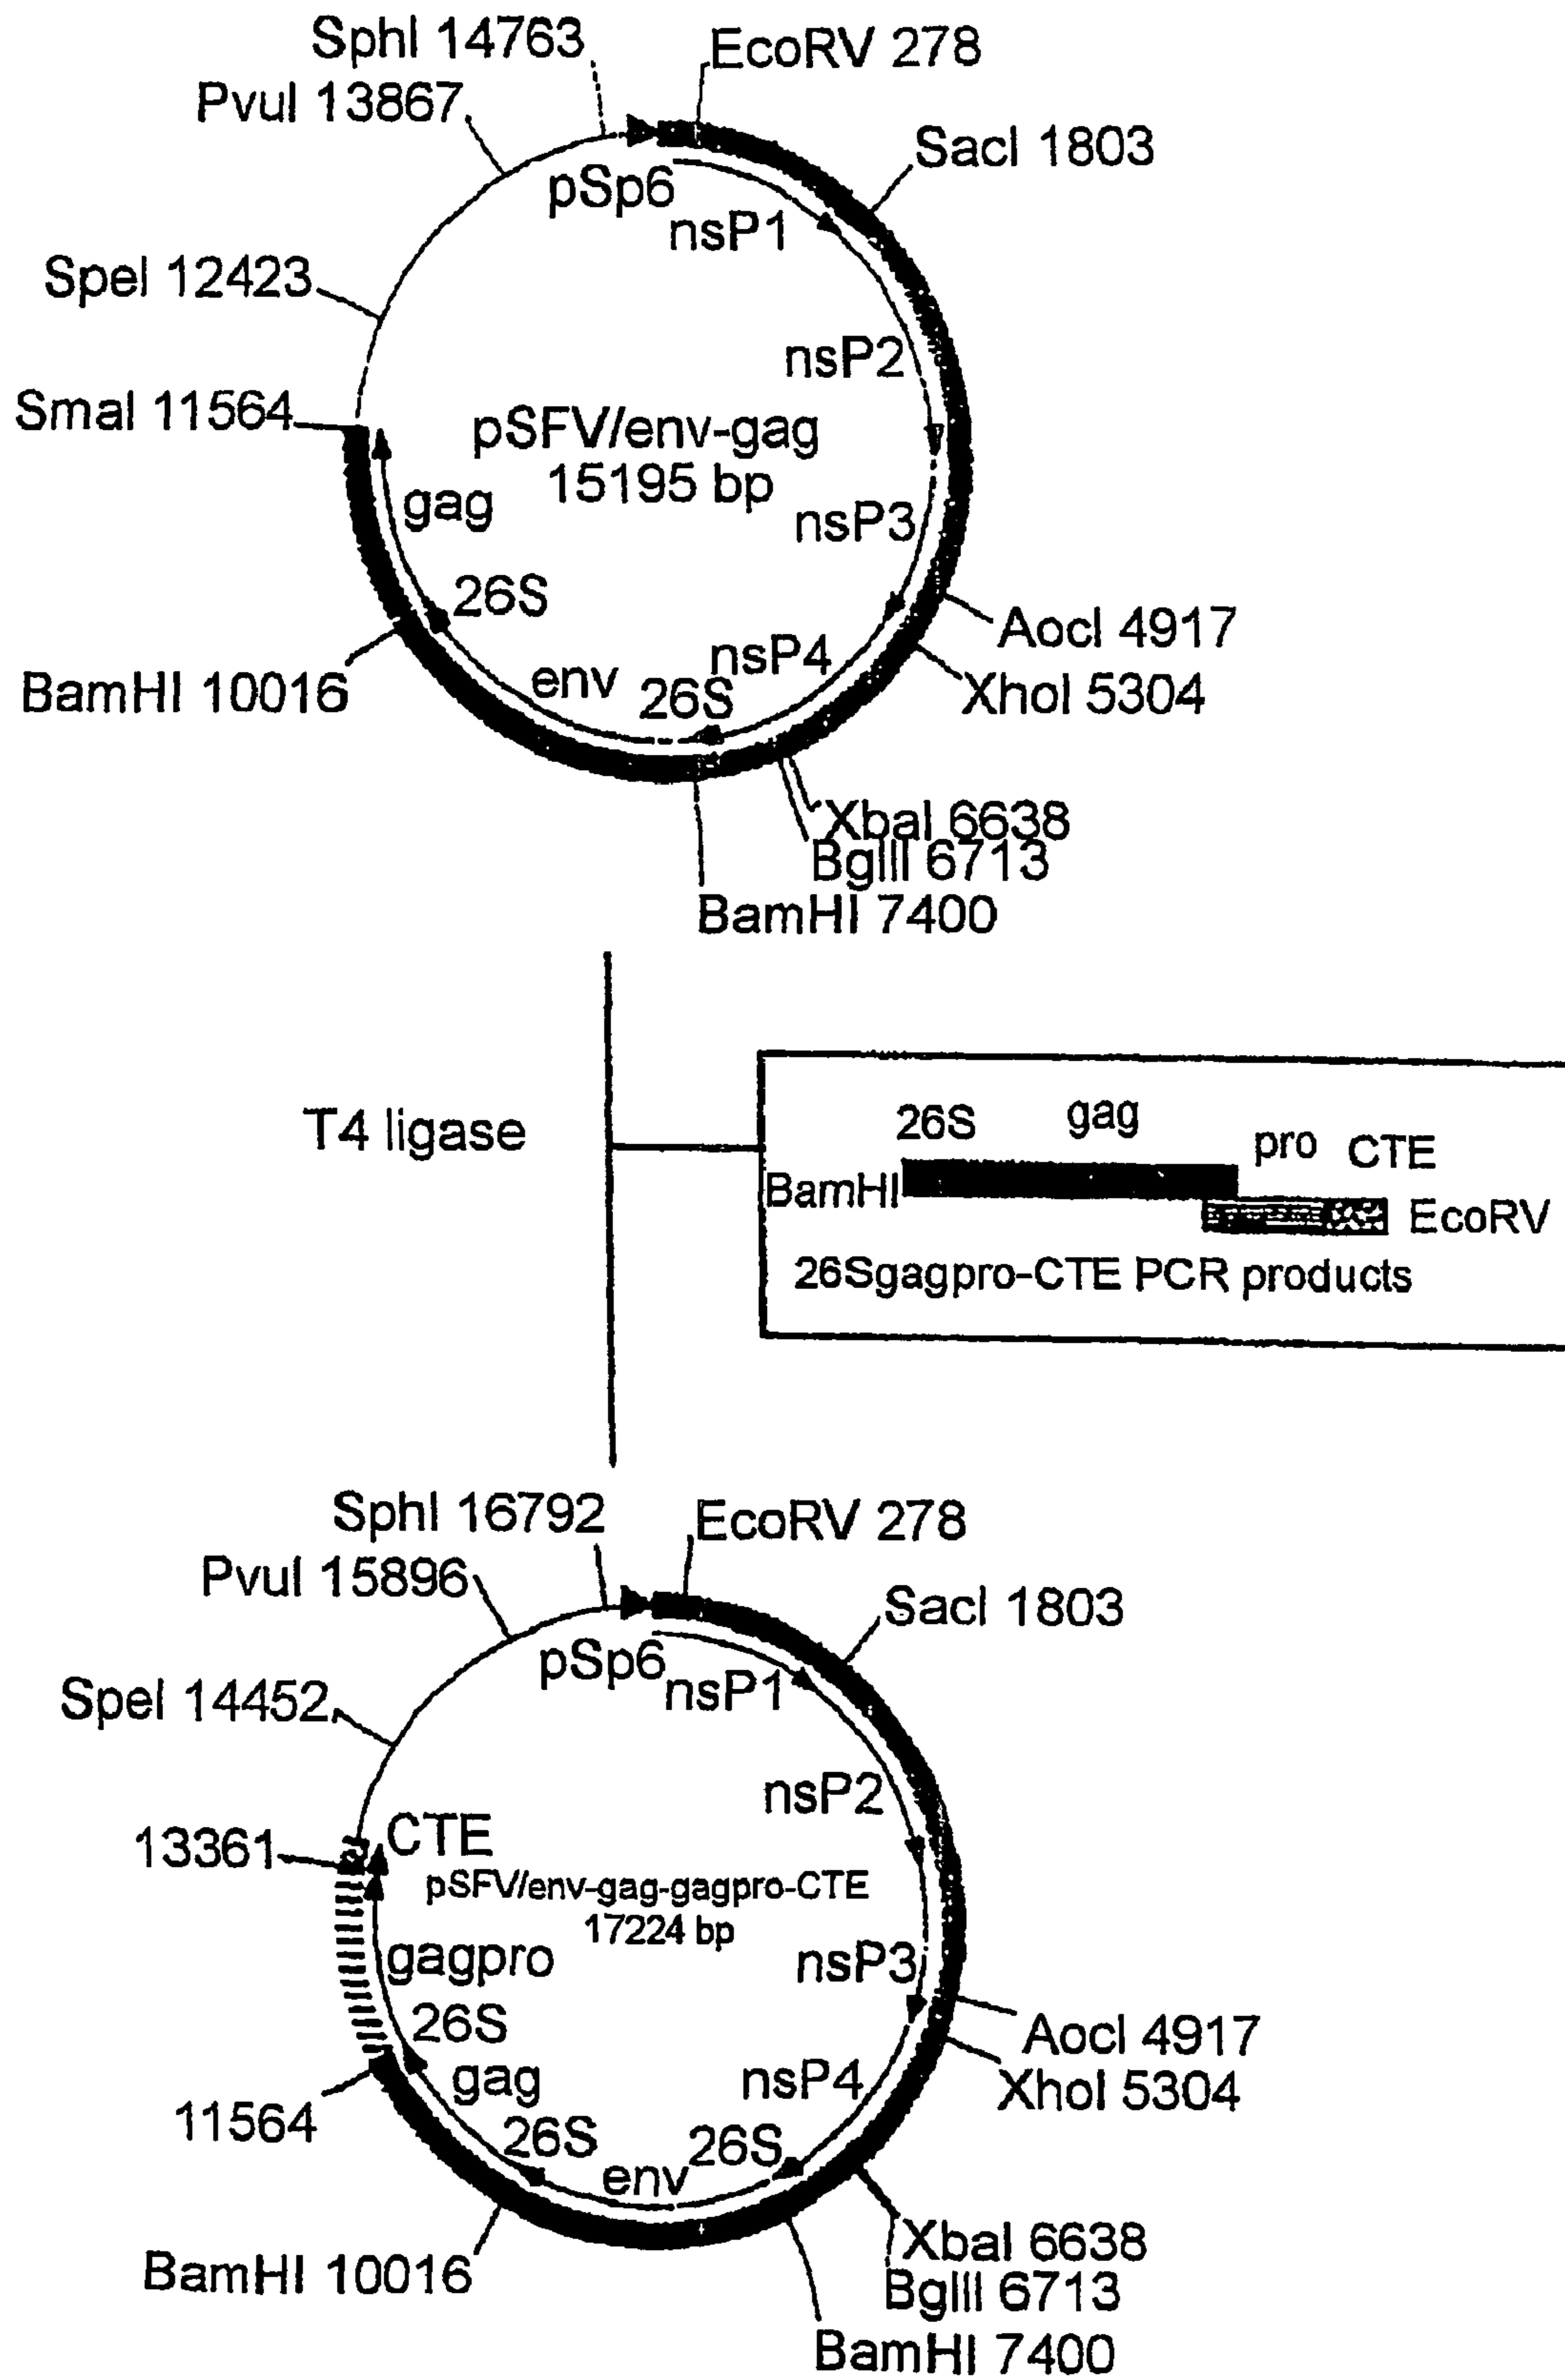 SphI 14763
EcoRV 278
PvuI 13867
SacI 1803
pSp6
nsP1
SpeI 12423
nsP2
SmaI 11564
pSFV/env-gag
15195 bp
gag
nsP3
26S
AocI 4917
nsP4
env
26S
BamHI 10016
XhoI 5304
XbaI 6638
BglII 6713
BamHI 7400
T4 ligase
26S
gag
pro
CTE
BamHI
EcoRV
26Sgagpro-CTE PCR products
SphI 16792
EcoRV 278
PvuI 15896
SacI 1803
pSp6
nsP1
SpeI 14452
nsP2
13361
CTE
pSFV/env-gag-gagpro-CTE
17224 bp
gagpro
nsP3
26S
AocI 4917
gag
nsP4
XhoI 5304
11564
26S
26S
env
XbaI 6638
BamHI 10016
BglII 6713
BamHI 7400